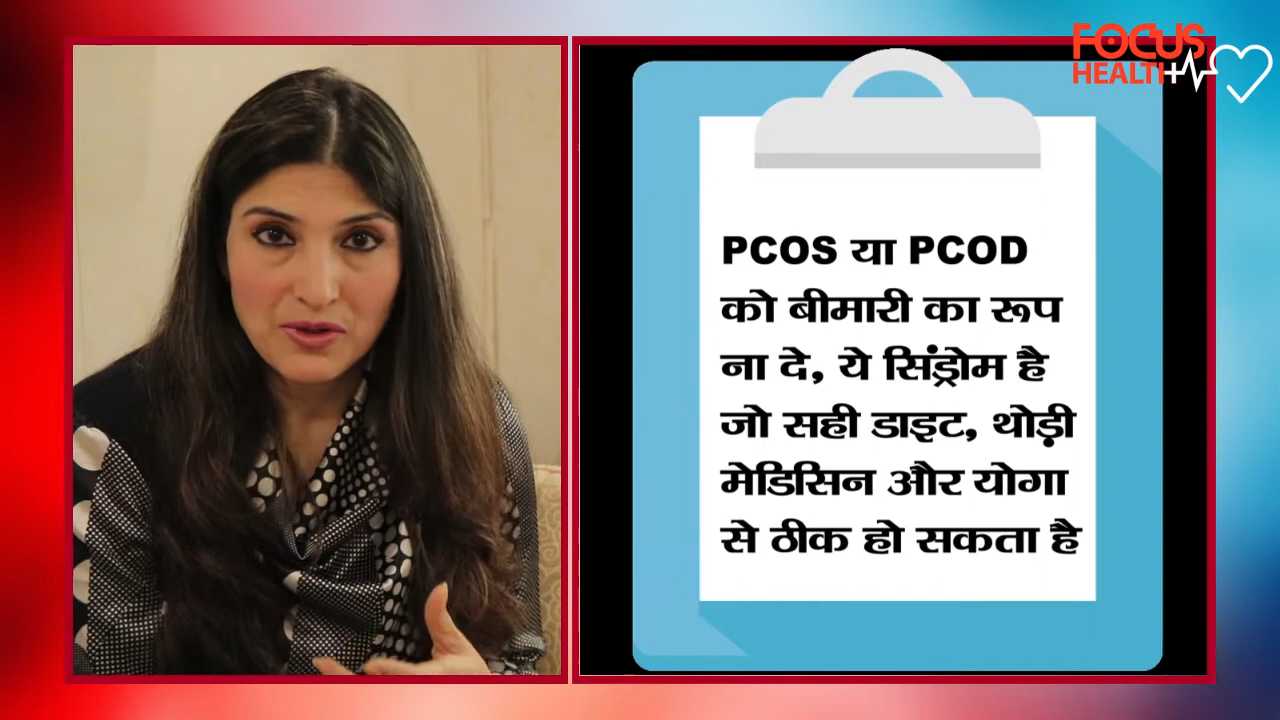 FOCUS
HEALTH
PCOS या PCOD
को बीमारी का रूप
ना दे, ये सिंड्रोम है
जो सही डाइट, थोड़ी
मेडिसिन और योगा
से ठीक हो सकता है